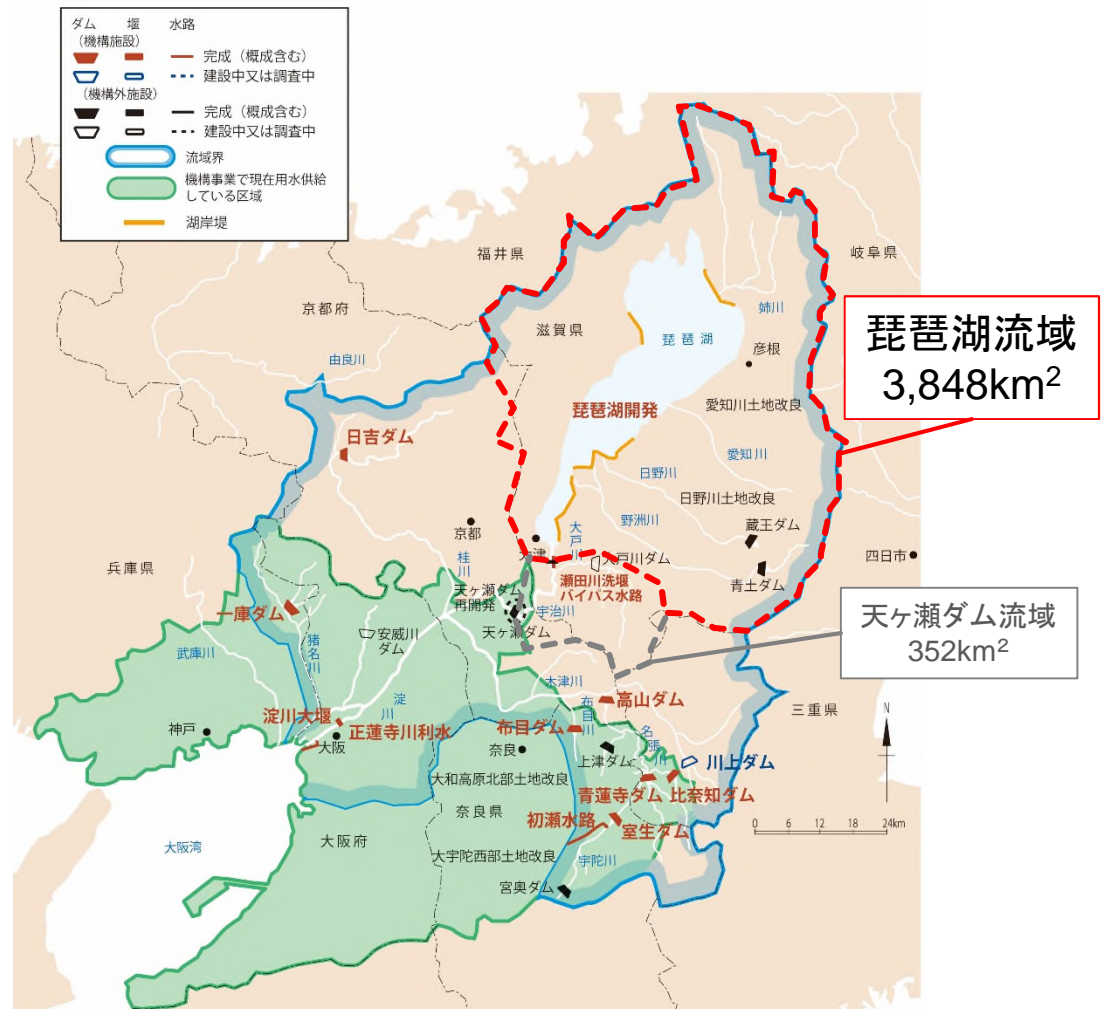 ダム 堰 水路
(機構施設)
完成(概成含む)
建設中又は調査中
(機構外施設)
完成(概成含む)
建設中又は調査中
流域界
機構事業で現在用水供給
している区域
湖岸堤
福井県
岐阜県
京都府
滋賀県
姉川
琵琶湖
由良川
彦根
琵琶湖流域
3,848km²
愛知川土地改良
琵琶湖開発
日吉ダム
愛知川
日野川
日野川土地改良
野洲川
蔵王ダム
京都
大戸川
大津
大戸川ダム
四日市
兵庫県
桂川
瀬田川洗堰
バイパス水路
青土ダム
天ヶ瀬ダム
再開発
宇治川
一庫ダム
天ヶ瀬ダム
天ヶ瀬ダム流域
352km²
安威川
ダム
猪名川
武庫川
木津川
淀川
高山ダム
布目川
三重県
N
淀川大堰
正蓮寺川利水
布目ダム
名張川
神戸
大阪
奈良
上津ダム
川上ダム
大和高原北部土地改良
青蓮寺ダム
比奈知ダム
奈良県
初瀬水路
室生ダム
0 6 12 18 24km
大阪府
大阪湾
大宇陀西部土地改良
宇陀川
宮奥ダム